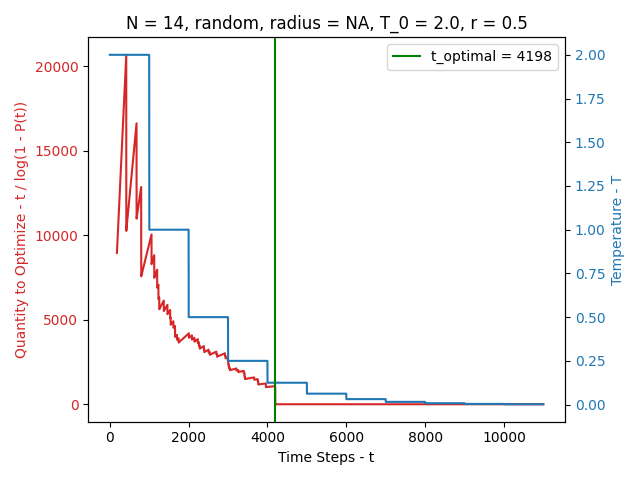 N = 14, random, radius = NA, T_0 = 2.0, r = 0.5
t_optimal = 4198
Quantity to Optimize - t / log(1 - P(t))
20000
15000
10000
5000
0
2.00
1.75
1.50
1.25
1.00
0.75
0.50
0.25
0.00
Temperature - T
0 2000 4000 6000 8000 10000
Time Steps - t